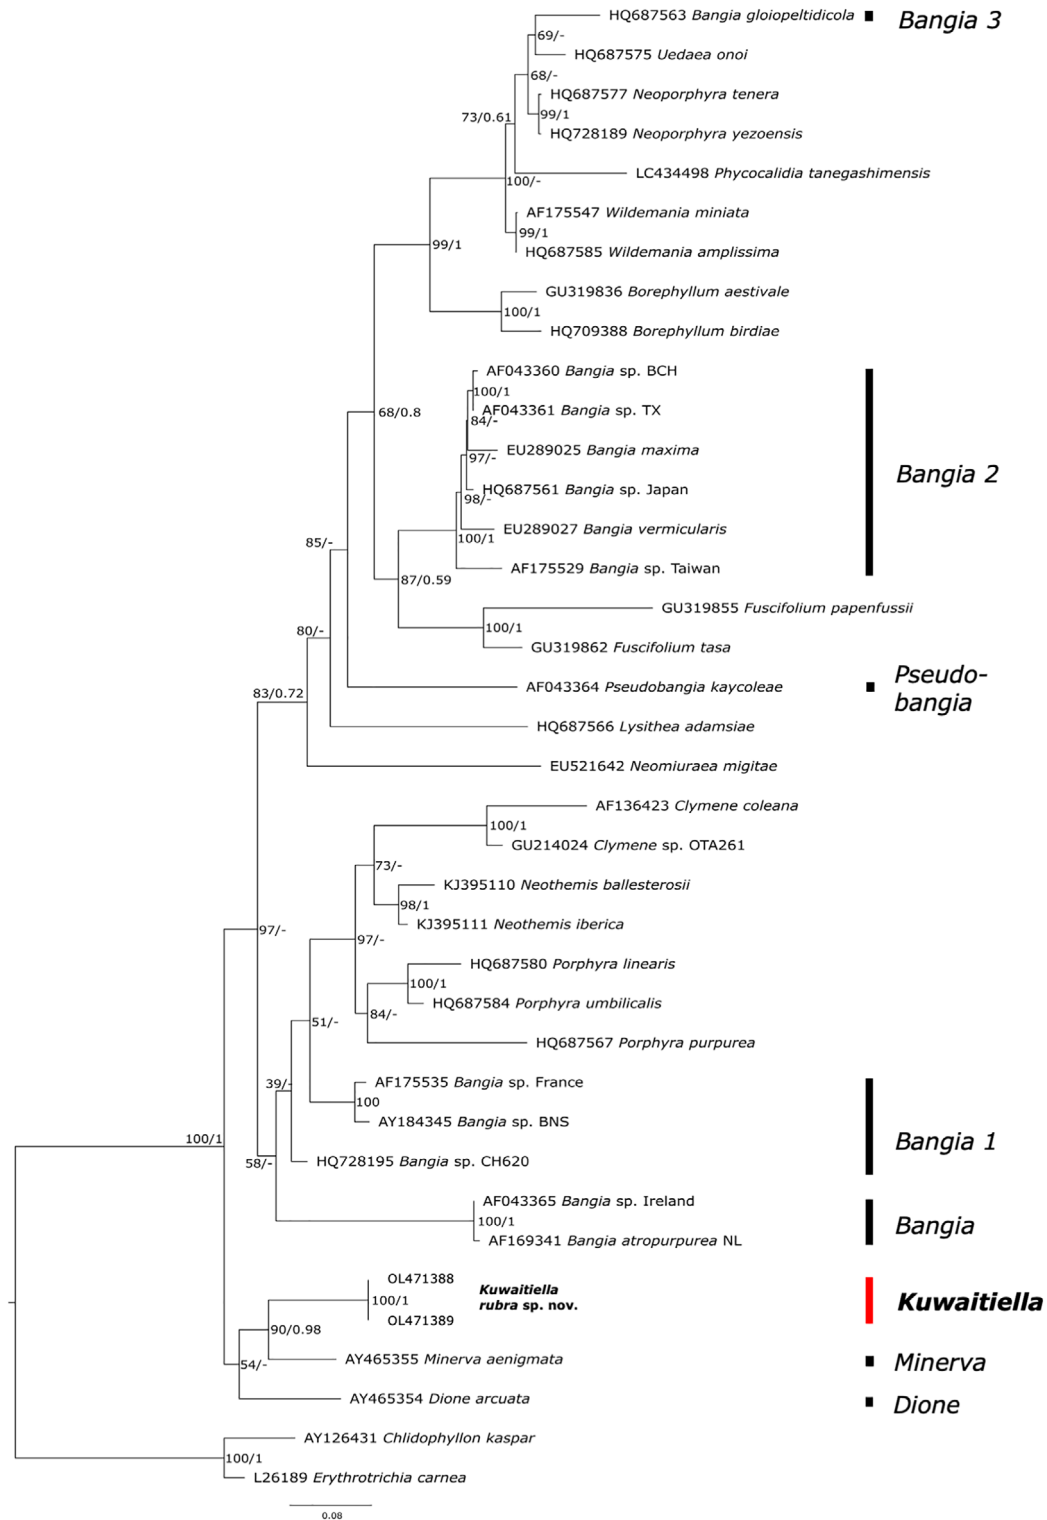 HQ687563 Bangia gloiopeltidicola
Bangia 3
69/-
HQ687575 Uedaea onoi
68/-
HQ687577 Neoporphyra tenera
73/0.61
99/1
HQ728189 Neoporphyra yezoensis
LC434498 Phycocalidia tanegashimensis
100/-
AF175547 Wildemania miniata
99/1
99/1
HQ687585 Wildemania amplissima
GU319836 Borephyllum aestivale
100/1
HQ709388 Borephyllum birdiae
AF043360 Bangia sp. BCH
100/1
68/0.8
AF043361 Bangia sp. TX
84/-
EU289025 Bangia maxima
97/-
Bangia 2
HQ687561 Bangia sp. Japan
98/-
EU289027 Bangia vermicularis
100/1
85/-
AF175529 Bangia sp. Taiwan
87/0.59
GU319855 Fuscifolium papenfussii
100/1
80/-
GU319862 Fuscifolium tasa
AF043364 Pseudobangia kaycoleae
Pseudo-
bangia
83/0.72
HQ687566 Lysithea adamsiae
EU521642 Neomiuraea migitae
AF136423 Clymene coleana
100/1
GU214024 Clymene sp. OTA261
73/-
KJ395110 Neothemis ballesterosii
98/1
KJ395111 Neothemis iberica
97/-
97/-
HQ687580 Porphyra linearis
100/1
HQ687584 Porphyra umbilicalis
84/-
51/-
HQ687567 Porphyra purpurea
39/-
AF175535 Bangia sp. France
100
AY184345 Bangia sp. BNS
Bangia 1
100/1
58/-
HQ728195 Bangia sp. CH620
AF043365 Bangia sp. Ireland
100/1
Bangia
AF169341 Bangia atropurpurea NL
OL471388
Kuwaitiella
100/1
rubra sp. nov.
Kuwaitiella
OL471389
90/0.98
AY465355 Minerva aenigmata
Minerva
54/-
AY465354 Dione arcuata
Dione
AY126431 Chlidophyllon kaspar
100/1
L26189 Erythrotrichia carnea
0.08